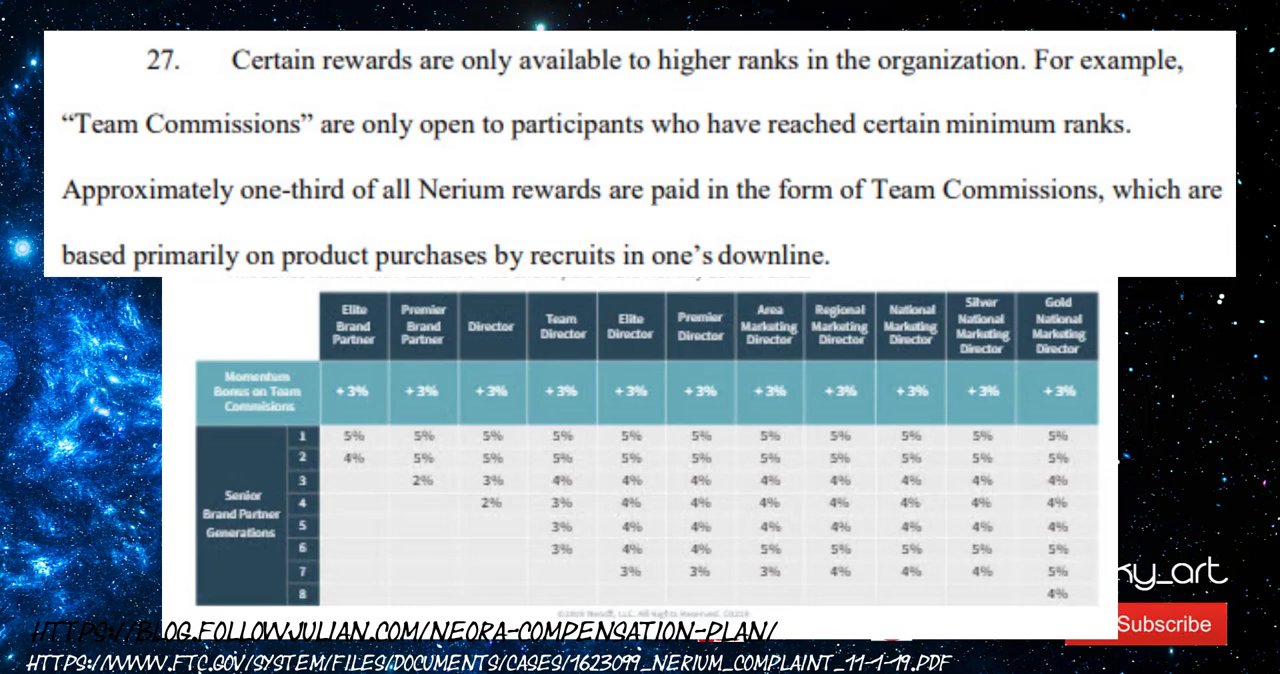 27. Certain rewards are only available to higher ranks in the organization. For example,
“Team Commissions” are only open to participants who have reached certain minimum ranks.
Approximately one-third of all Nerium rewards are paid in the form of Team Commissions, which are
based primarily on product purchases by recruits in one’s downline.
Elite Brand Partner Premier Brand Partner Director Team Director Elite Director Premier Director Area Marketing Director Regional Marketing Director National Marketing Director Silver National Marketing Director Gold National Marketing Director
Momentum Bonus on Team Commisions +3% +3% +3% +3% +3% +3% +3% +3% +3% +3% +3%
Senior Brand Partner Generations
1 5% 5% 5% 5% 5% 5% 5% 5% 5% 5% 5%
2 4% 5% 5% 5% 5% 5% 5% 5% 5% 5% 5%
3 2% 3% 4% 4% 4% 4% 4% 4% 4% 4%
4 2% 3% 4% 4% 4% 4% 4% 4% 4%
5 3% 4% 4% 4% 4% 4% 4% 4%
6 3% 4% 4% 5% 5% 5% 5% 5%
7 3% 3% 3% 4% 4% 4% 5%
8 4%
All Rights Reserved.
ky_art
HTTPS://BLOG.FOLLOWJULIAN.COM/NEORA-COMPENSATION-PLAN/
Subscribe
HTTPS://WWW.FTC.GOV/SYSTEM/FILES/DOCUMENTS/CASES/1623099_NERIUM_COMPLAINT_11-1-19.PDF